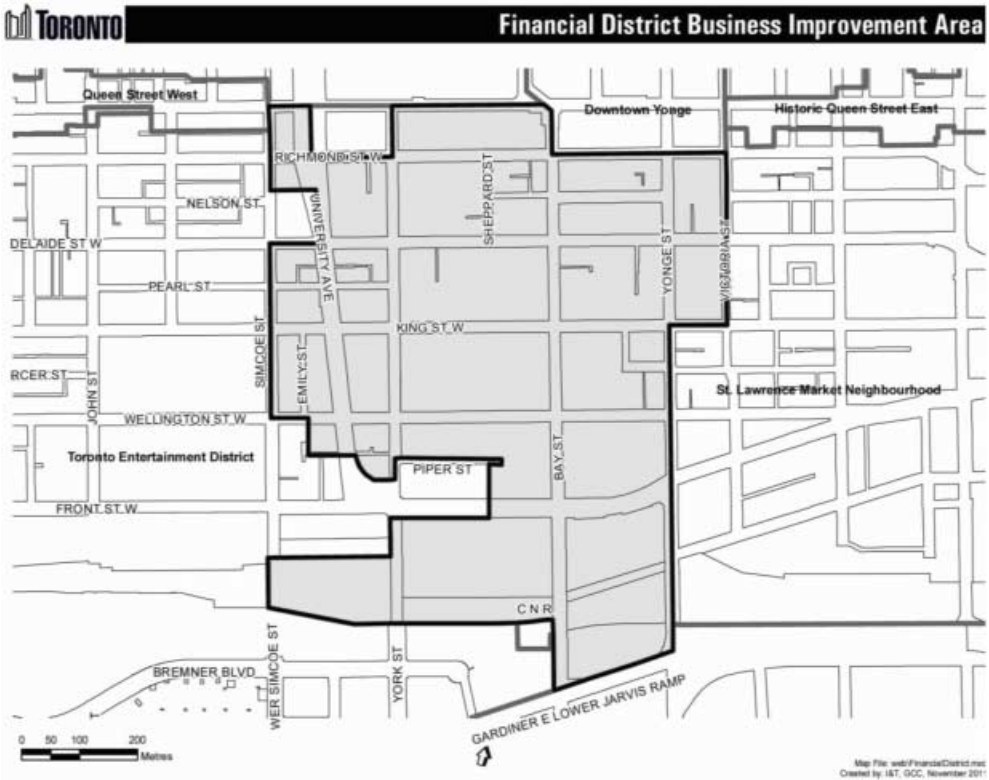 TORONTO
Financial District Business Improvement Area
Queen Street West
Downtown Yonge
Historic Queen Street East
RICHMOND ST W
SHEPPARD ST
NELSON ST
UNIVERSITY AVE
DELAIDE ST W
YONGE ST
VICTORIA ST
PEARL ST
KING ST W
SIMCOE ST
EMILY ST
RCER ST
JOHN ST
St. Lawrence Market Neighbourhood
WELLINGTON ST W
BAY ST
Toronto Entertainment District
PIPER ST
FRONT ST W
C N R
WER SIMCOE ST
YORK ST
BREMNER BLVD
GARDINER E LOWER JARVIS RAMP
0 50 100 200
Metres
Map File: web\FinancialDistrict.mxd
Created by: I&T, GCC, November 2011